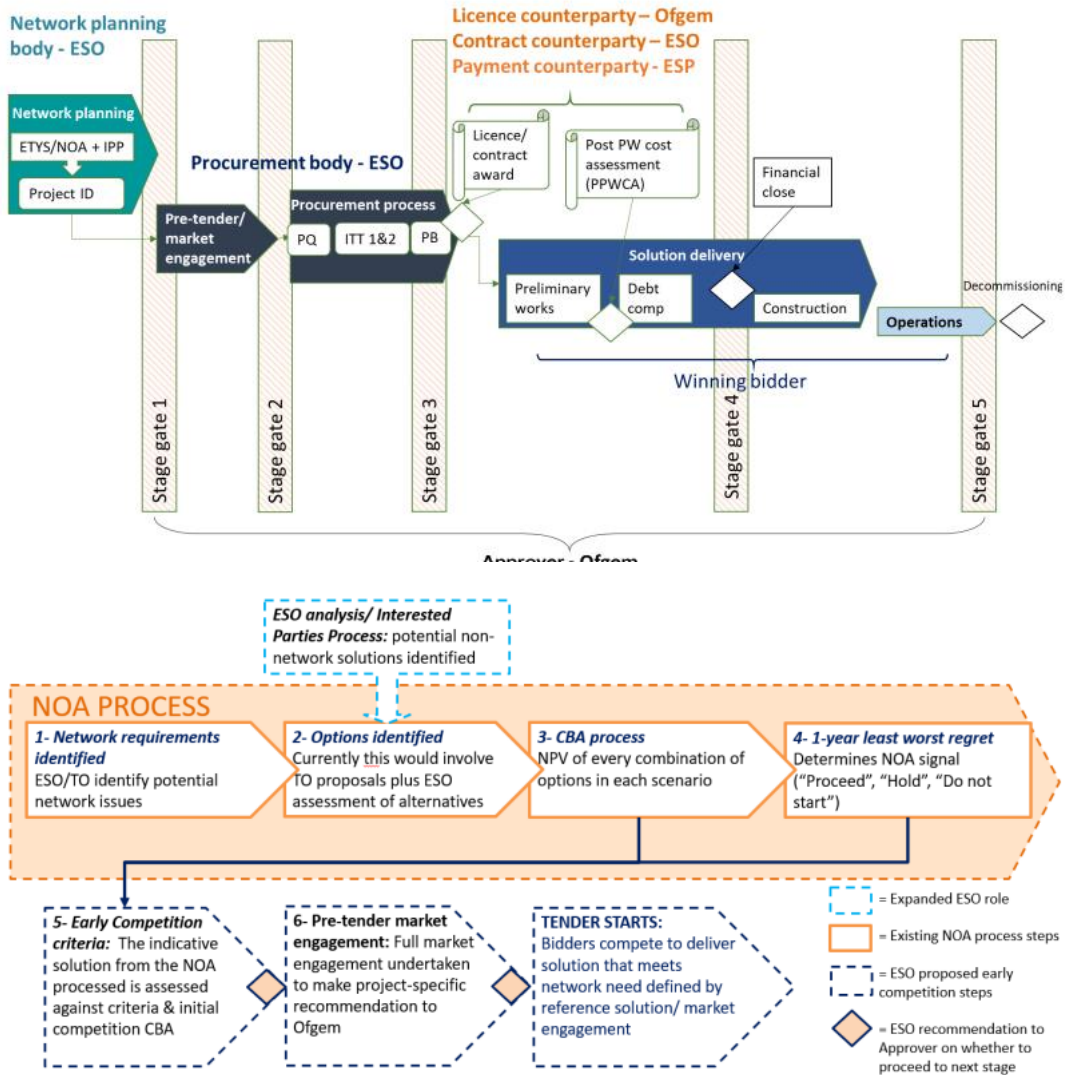 Network planning
body - ESO
Licence counterparty – Ofgem
Contract counterparty – ESO
Payment counterparty - ESP
Network planning
ETYS/NOA + IPP
Project ID
Procurement body - ESO
Pre-tender/
market
engagement
Procurement process
PQ
ITT 1&2
PB
Licence/
contract
award
Post PW cost
assessment
(PPWCA)
Financial
close
Solution delivery
Preliminary
works
Debt
comp
Construction
Decommissioning
Operations
Winning bidder
Stage gate 1
Stage gate 2
Stage gate 3
Stage gate 4
Stage gate 5
Approver - Ofgem
ESO analysis/ Interested
Parties Process: potential non-
network solutions identified
NOA PROCESS
1- Network requirements
identified
ESO/TO identify potential
network issues
2- Options identified
Currently this would involve
TO proposals plus ESO
assessment of alternatives
3- CBA process
NPV of every combination of
options in each scenario
4- 1-year least worst regret
Determines NOA signal
(“Proceed”, “Hold”, “Do not
start”)
5- Early Competition
criteria: The indicative
solution from the NOA
processed is assessed
against criteria & initial
competition CBA
6- Pre-tender market
engagement: Full market
engagement undertaken
to make project-specific
recommendation to
Ofgem
TENDER STARTS:
Bidders compete to deliver
solution that meets
network need defined by
reference solution/ market
engagement
= Expanded ESO role
= Existing NOA process steps
= ESO proposed early
competition steps
= ESO recommendation to
Approver on whether to
proceed to next stage